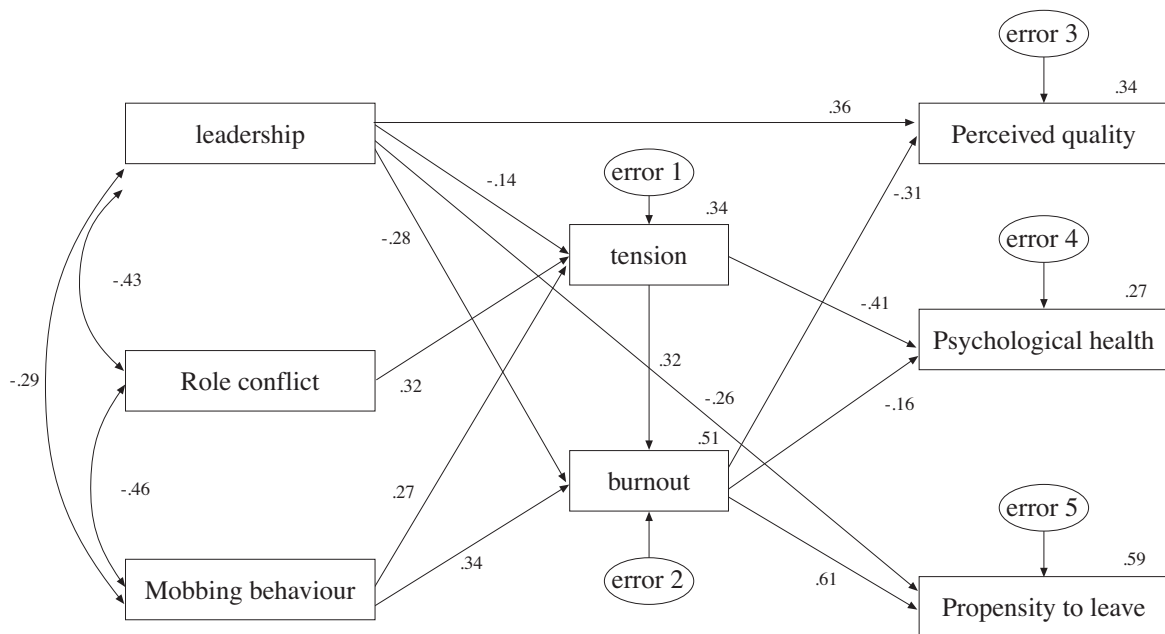 error 3
.34
leadership
.36
Perceived quality
error 1
-.14
-.31
.34
-.28
error 4
tension
-.43
.27
-.41
Psychological health
-.29
Role conflict
.32
.32
-.26
-.16
.51
-.46
.27
burnout
error 5
.34
.59
Mobbing behaviour
error 2
.61
Propensity to leave